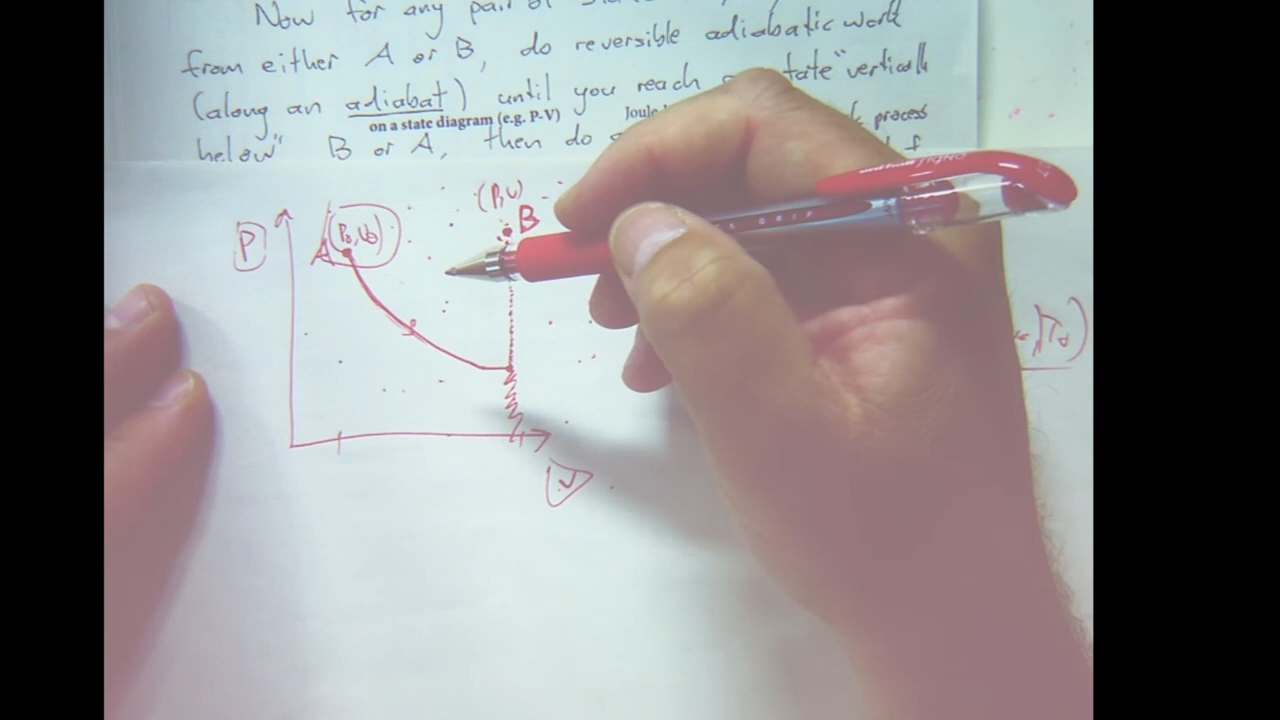 Now for any pair of
from either A or B, do reversible adiabatic work
(along an adiabat) until you reach a state "vertically
on a state diagram (e.g. P-V) Joule process
below" B or A, then do
(P,V)
B
P
A (P₀,V₀)
V